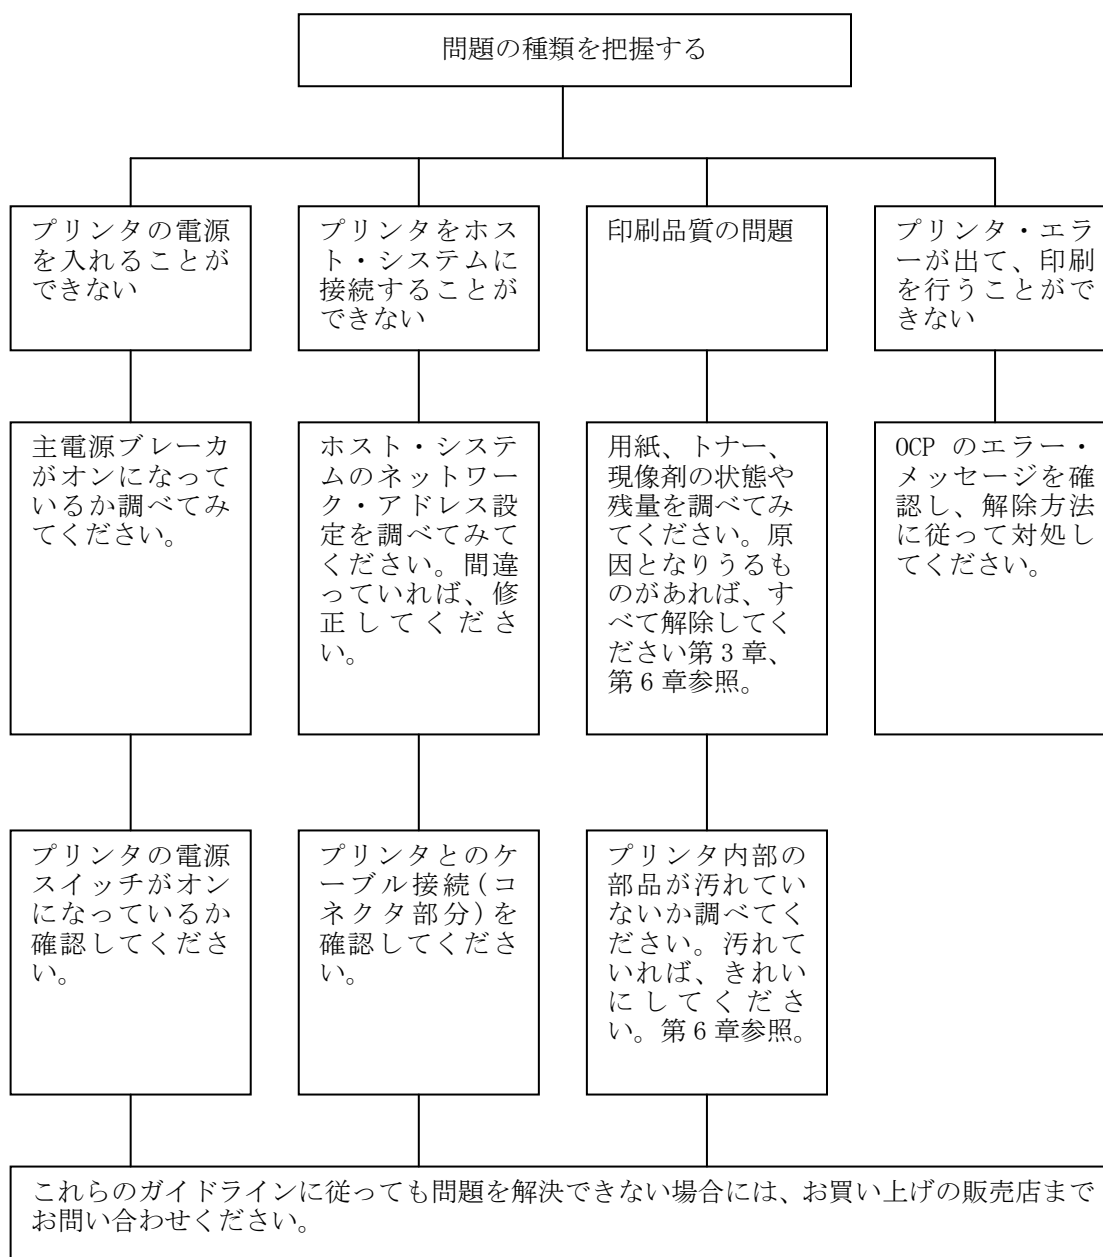 問題の種類を把握する
プリンタの電源
を入れることが
できない
プリンタをホス
ト・システムに
接続することが
できない
印刷品質の問題
プリンタ・エラ
ーが出て、印刷
を行うことがで
きない
主電源ブレーカ
がオンになって
いるか調べてみ
てください。
ホスト・システ
ムのネットワー
ク・アドレス設
定を調べてみて
ください。間違
っていれば、修
正してくださ
い。
用紙、トナー、
現像剤の状態や
残量を調べてみ
てください。原
因となりうるも
のがあれば、す
べて解除してく
ださい第3章、
第6章参照。
OCP のエラー・
メッセージを確
認し、解除方法
に従って対処し
てください。
プリンタの電源
スイッチがオン
になっているか
確認してくださ
い。
プリンタとのケ
ーブル接続(コ
ネクタ部分)を
確認してくださ
い。
プリンタ内部の
部品が汚れてい
ないか調べてく
ださい。汚れて
いれば、きれい
にしてくださ
い。第6章参照。
これらのガイドラインに従っても問題を解決できない場合には、お買い上げの販売店まで
お問い合わせください。